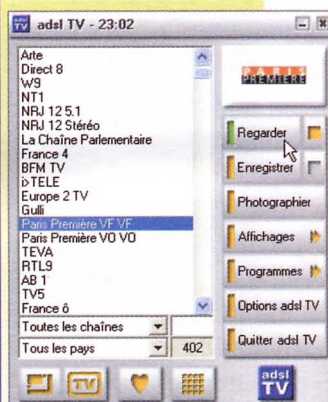 adsl TV - 23:02
Arte
Direct 8
W9
NT1
NRJ 12 5.1
NRJ 12 Stéréo
La Chaîne Parlementaire
France 4
BFM TV
i>TELE
Europe 2 TV
Gulli
Paris Première VF VF
Paris Première VO VO
TEVA
RTL9
AB 1
TV5
France ô
Toutes les chaînes
Tous les pays
402
TV
PARIS
PREMIERE
Regarder
Enregistrer
Photographier
Affichages
Programmes
Options adsl TV
Quitter adsl TV
adsl
TV